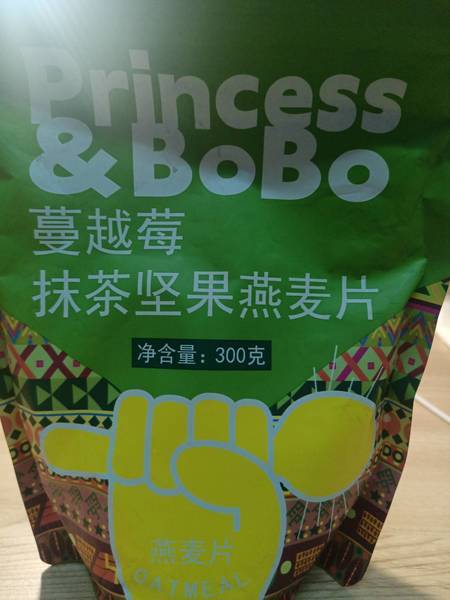 Princess
& BoBo
蔓越莓
抹茶坚果燕麦片
净含量：300克
燕麦片
OATMEAL